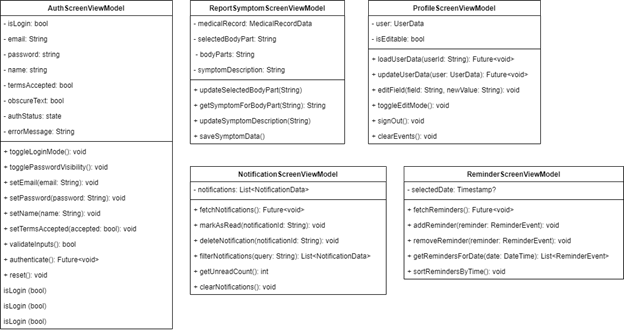 AuthScreenViewModel
- isLogin: bool
- email: String
- password: string
- name: string
- termsAccepted: bool
- obscureText: bool
- authStatus: state
- errorMessage: String
+ toggleLoginMode(): void
+ togglePasswordVisibility(): void
+ setEmail(email: String): void
+ setPassword(password: String): void
+ setName(name: String): void
+ setTermsAccepted(accepted: bool): void
+ validateInputs(): bool
+ authenticate(): Future<void>
+ reset(): void
isLogin (bool)
isLogin (bool)
isLogin (bool)
ReportSymptomScreenViewModel
- medicalRecord: MedicalRecordData
- selectedBodyPart: String
- bodyParts: String
- symptomDescription: String
+ updateSelectedBodyPart(String)
+ getSymptomForBodyPart(String): String
+ updateSymptomDescription(String)
+ saveSymptomData()
ProfileScreenViewModel
- user: UserData
- isEditable: bool
+ loadUserData(userId: String): Future<void>
+ updateUserData(user: UserData): Future<void>
+ editField(field: String, newValue: String): void
+ toggleEditMode(): void
+ signOut(): void
+ clearEvents(): void
NotificationScreenViewModel
- notifications: List<NotificationData>
+ fetchNotifications(): Future<void>
+ markAsRead(notificationId: String): void
+ deleteNotification(notificationId: String): void
+ filterNotifications(query: String): List<NotificationData>
+ getUnreadCount(): int
+ clearNotifications(): void
ReminderScreenViewModel
- selectedDate: Timestamp?
+ fetchReminders(): Future<void>
+ addReminder(reminder: ReminderEvent): void
+ removeReminder(reminder: ReminderEvent): void
+ getRemindersForDate(date: DateTime): List<ReminderEvent>
+ sortRemindersByTime(): void